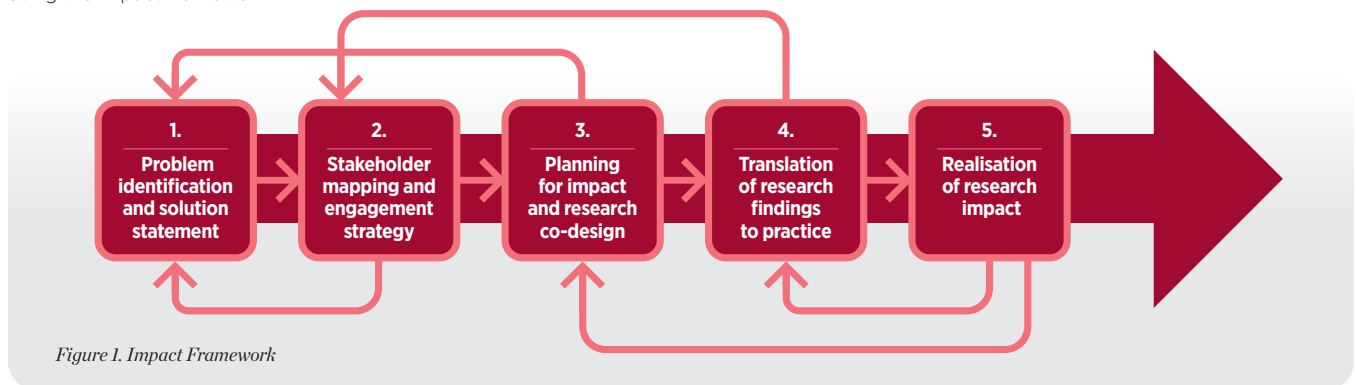 1.
Problem
identification
and solution
statement
2.
Stakeholder
mapping and
engagement
strategy
3.
Planning
for impact
and research
co-design
4.
Translation
of research
findings
to practice
5.
Realisation
of research
impact
Figure 1. Impact Framework